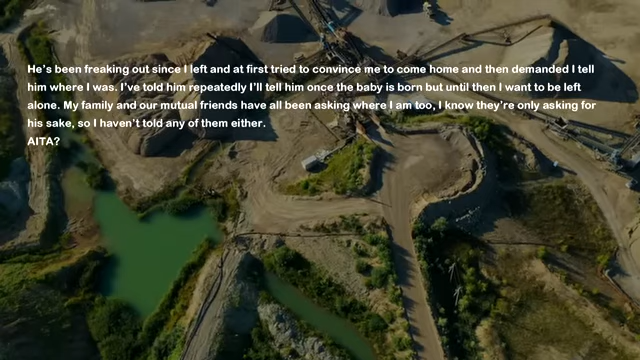 He's been freaking out since I left and at first tried to convince me to come home and then demanded I tell
him where I was. I've told him repeatedly I'll tell him once the baby is born but until then I want to be left
alone. My family and our mutual friends have all been asking where I am too, I know they're only asking for
his sake, so I haven't told any of them either.
AITA?